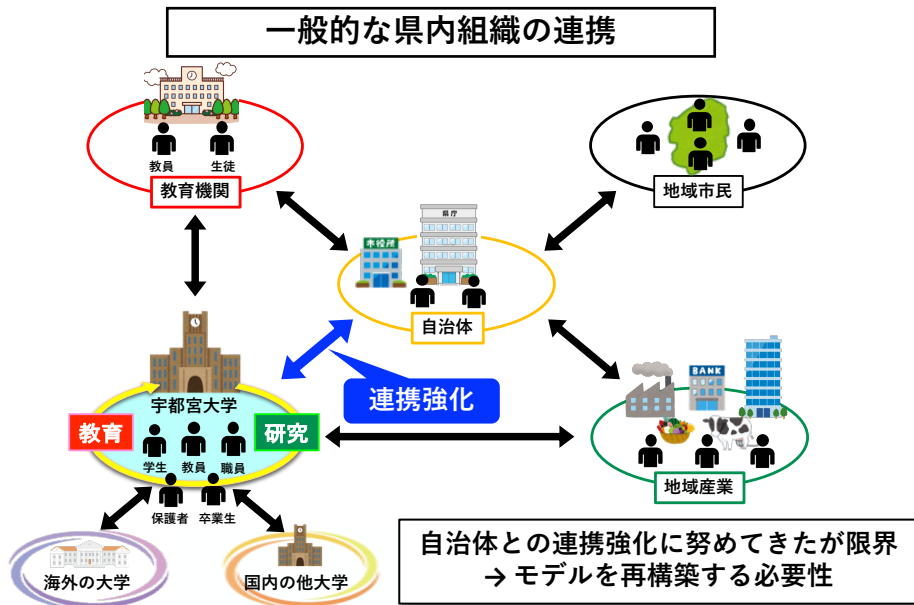 一般的な県内組織の連携
教員
生徒
教育機関
地域市民
県庁
市役所
自治体
連携強化
宇都宮大学
教育
研究
学生
教員
職員
保護者
卒業生
BANK
地域産業
海外の大学
国内の他大学
自治体との連携強化に努めてきたが限界
→ モデルを再構築する必要性